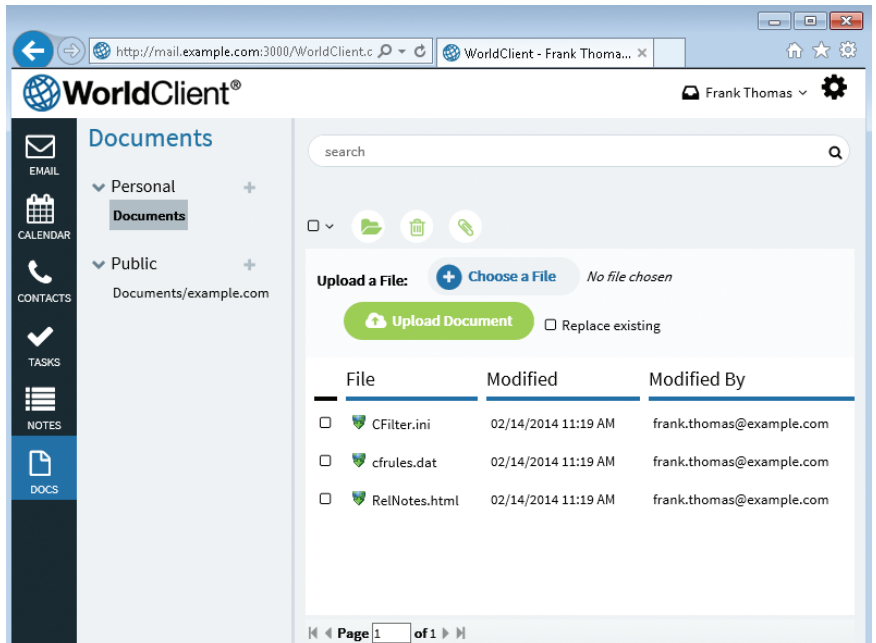 http://mail.example.com:3000/WorldClient.c
WorldClient - Frank Thoma...
WorldClient®
Frank Thomas
EMAIL
CALENDAR
CONTACTS
TASKS
NOTES
DOCS
Documents
Personal
Documents
Public
Documents/example.com
search
Upload a File: Choose a File No file chosen
Upload Document Replace existing
File Modified Modified By
CFilter.ini 02/14/2014 11:19 AM frank.thomas@example.com
cfrules.dat 02/14/2014 11:19 AM frank.thomas@example.com
RelNotes.html 02/14/2014 11:19 AM frank.thomas@example.com
Page 1 of 1